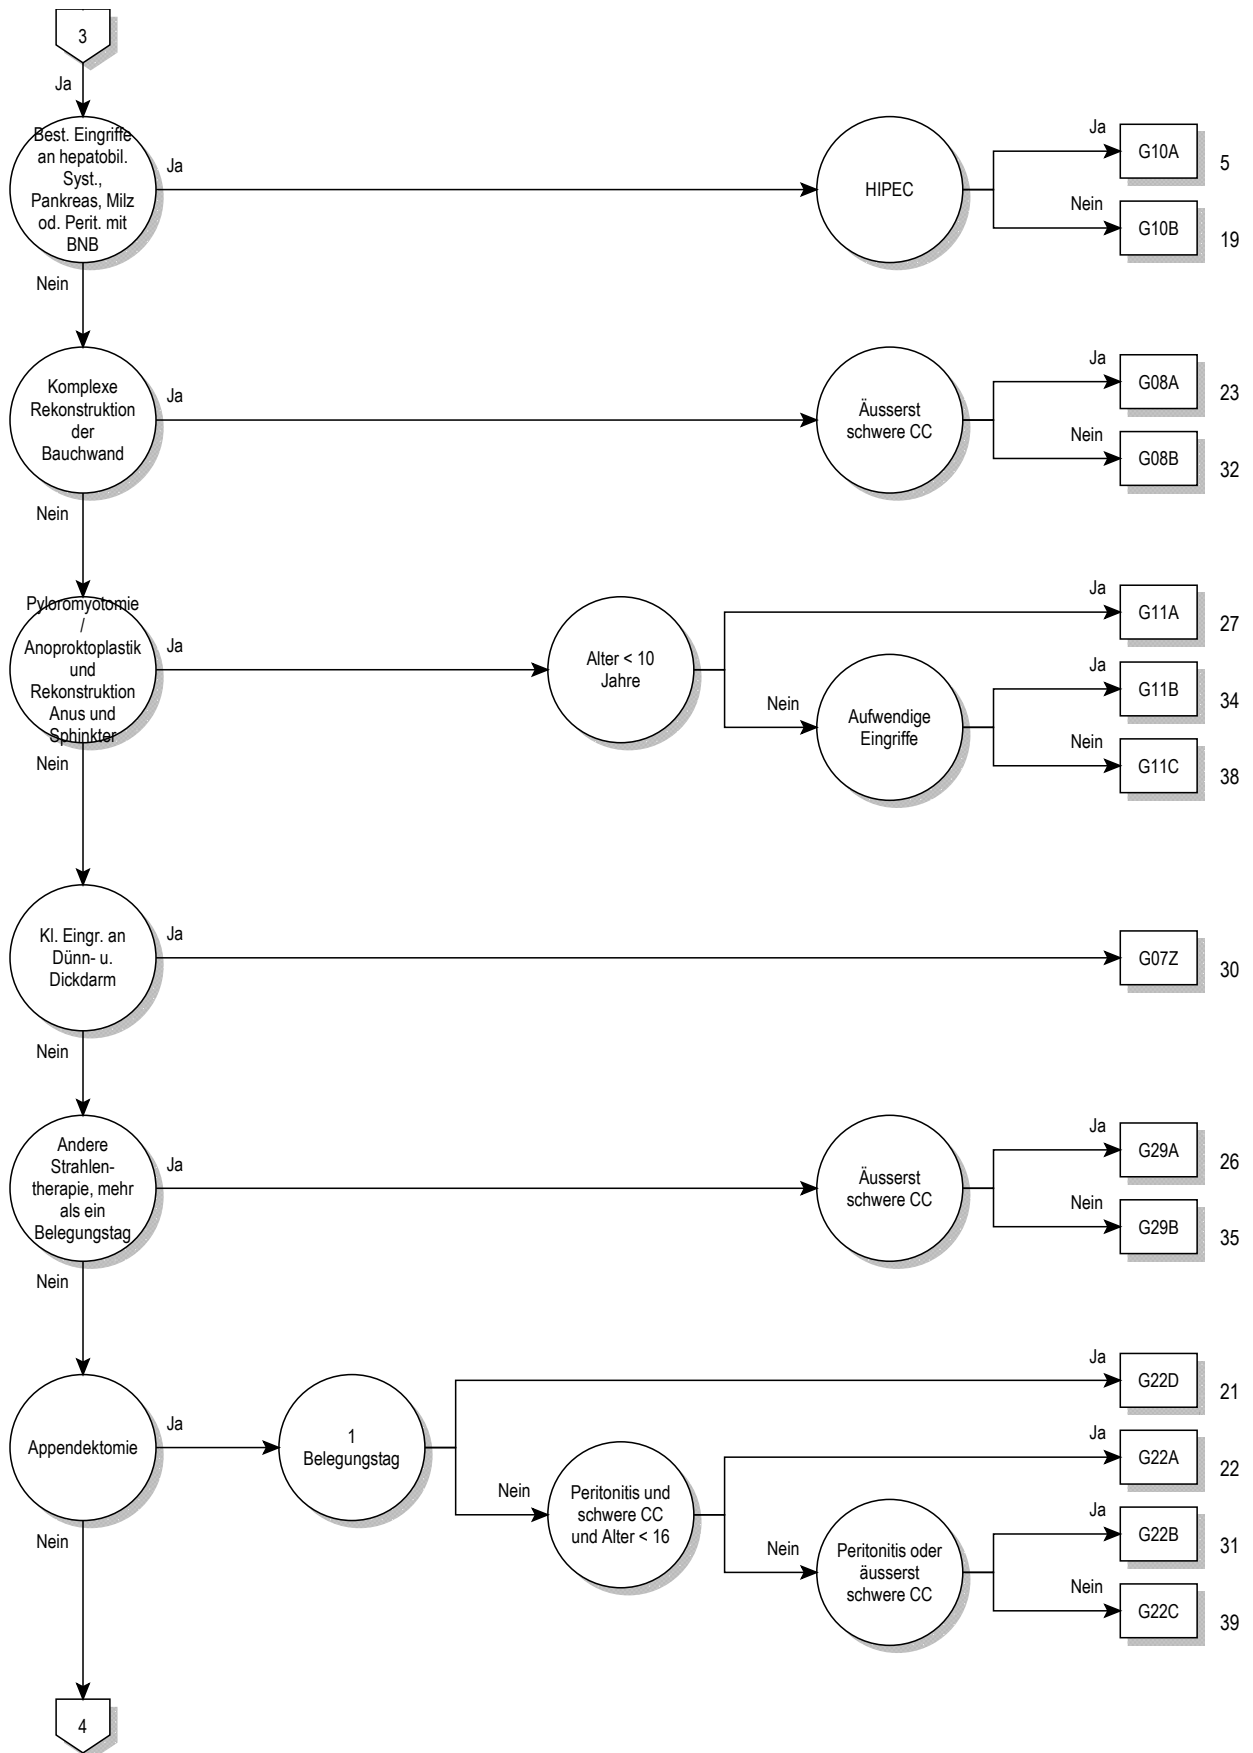 3
Ja
Best. Eingriffe
an hepatobil.
Syst.,
Pankreas, Milz
od. Perit. mit
BNB
Ja
HIPEC
Ja
G10A
5
Nein
G10B
19
Nein
Komplexe
Rekonstruktion
der
Bauchwand
Ja
Äusserst
schwere CC
Ja
G08A
23
Nein
G08B
32
Nein
Pyloromyotomie
/
Anoproktoplastik
und
Rekonstruktion
Anus und
Sphinkter
Ja
Alter < 10
Jahre
Ja
G11A
27
Nein
Aufwendige
Eingriffe
Ja
G11B
34
Nein
G11C
38
Nein
Kl. Eingr. an
Dünn- u.
Dickdarm
Ja
G07Z
30
Nein
Andere
Strahlen-
therapie, mehr
als ein
Belegungstag
Ja
Äusserst
schwere CC
Ja
G29A
26
Nein
G29B
35
Nein
Appendektomie
Ja
1
Belegungstag
Ja
G22D
21
Nein
Peritonitis und
schwere CC
und Alter < 16
Ja
G22A
22
Nein
Peritonitis oder
äusserst
schwere CC
Ja
G22B
31
Nein
G22C
39
Nein
4